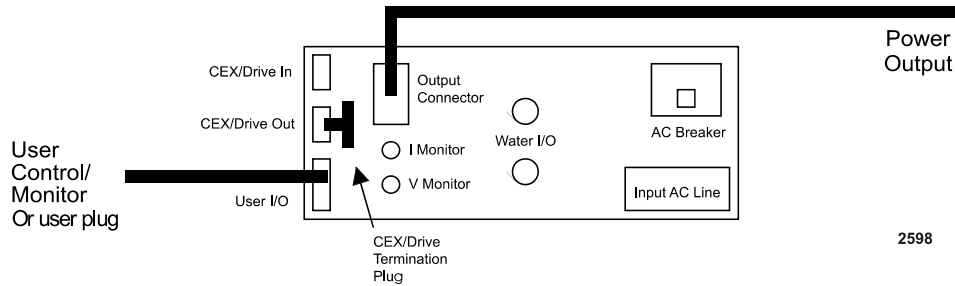 Power
Output
CEX/Drive In
Output
Connector
CEX/Drive Out
AC Breaker
Water I/O
I Monitor
User
Control/
Monitor
Or user plug
V Monitor
Input AC Line
User I/O
CEX/Drive
Termination
Plug
2598